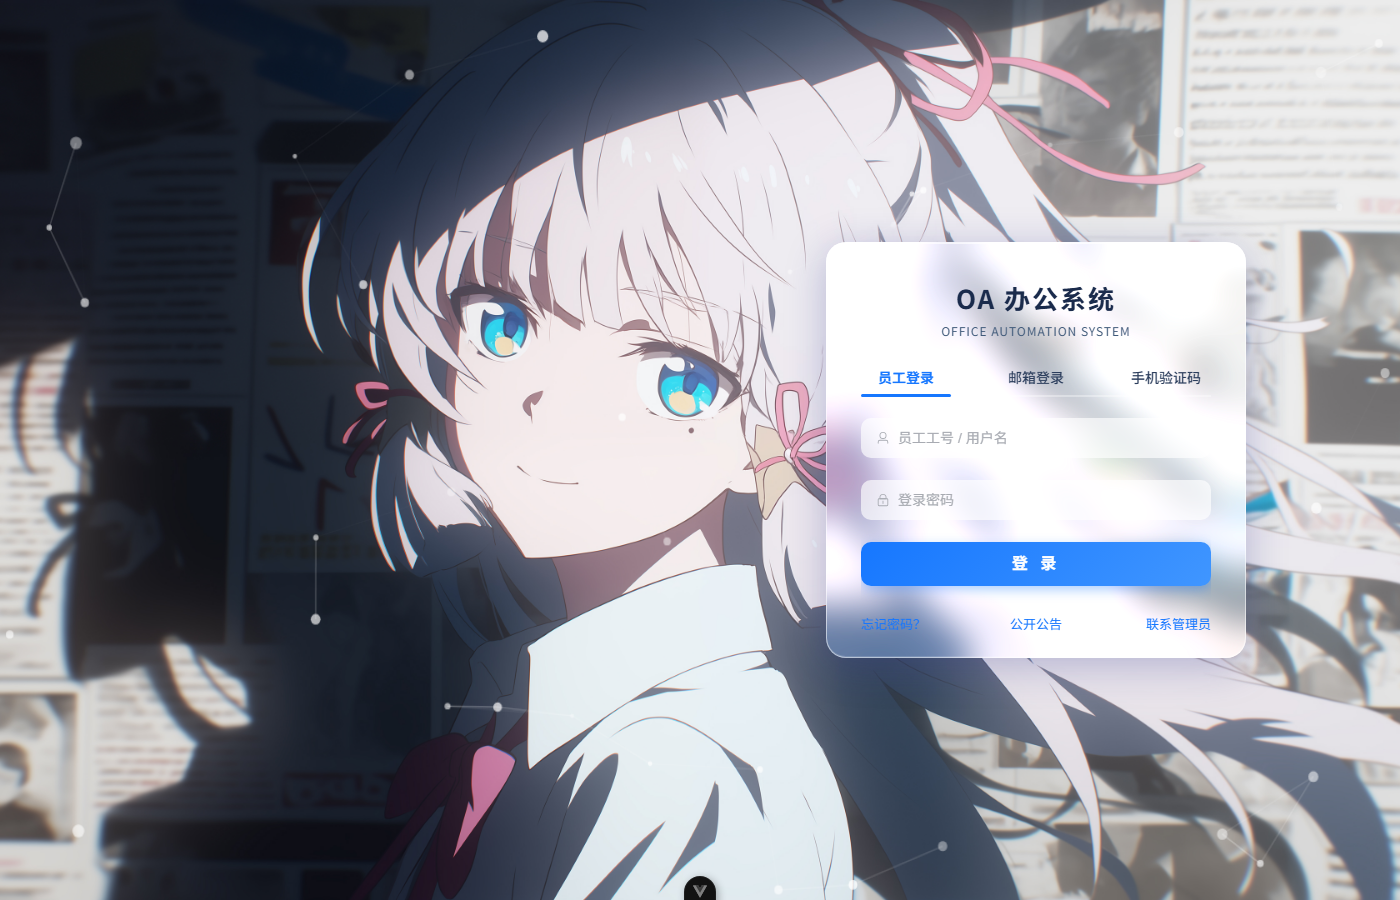 OA 办公系统
OFFICE AUTOMATION SYSTEM
员工登录 邮箱登录 手机验证码
员工工号 / 用户名
登录密码
登 录
忘记密码? 公开公告 联系管理员